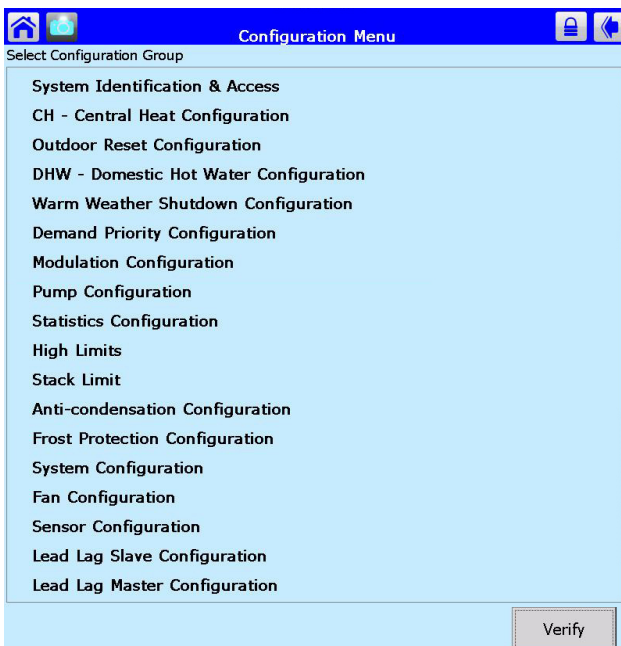 Configuration Menu
Select Configuration Group
System Identification & Access
CH - Central Heat Configuration
Outdoor Reset Configuration
DHW - Domestic Hot Water Configuration
Warm Weather Shutdown Configuration
Demand Priority Configuration
Modulation Configuration
Pump Configuration
Statistics Configuration
High Limits
Stack Limit
Anti-condensation Configuration
Frost Protection Configuration
System Configuration
Fan Configuration
Sensor Configuration
Lead Lag Slave Configuration
Lead Lag Master Configuration
Verify